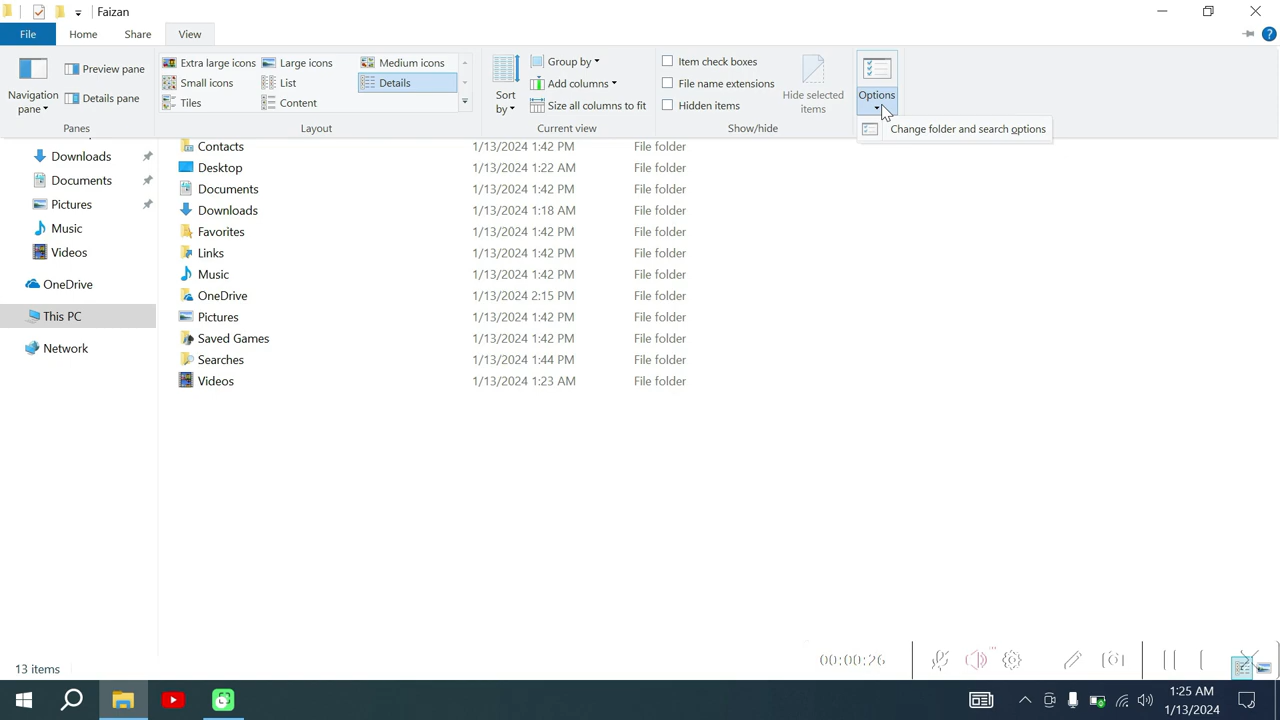 Faizan
File Home Share View
Navigation pane
Preview pane
Details pane
Panes
Extra large icons Large icons Medium icons
Small icons List Details
Tiles Content
Layout
Sort by
Group by
Add columns
Size all columns to fit
Current view
Item check boxes
File name extensions
Hidden items
Hide selected items
Show/hide
Options
Change folder and search options
Downloads
Documents
Pictures
Music
Videos
OneDrive
This PC
Network
Contacts 1/13/2024 1:42 PM File folder
Desktop 1/13/2024 1:22 AM File folder
Documents 1/13/2024 1:42 PM File folder
Downloads 1/13/2024 1:18 AM File folder
Favorites 1/13/2024 1:42 PM File folder
Links 1/13/2024 1:42 PM File folder
Music 1/13/2024 1:42 PM File folder
OneDrive 1/13/2024 2:15 PM File folder
Pictures 1/13/2024 1:42 PM File folder
Saved Games 1/13/2024 1:42 PM File folder
Searches 1/13/2024 1:44 PM File folder
Videos 1/13/2024 1:23 AM File folder
00:00:26
13 items
1:25 AM
1/13/2024